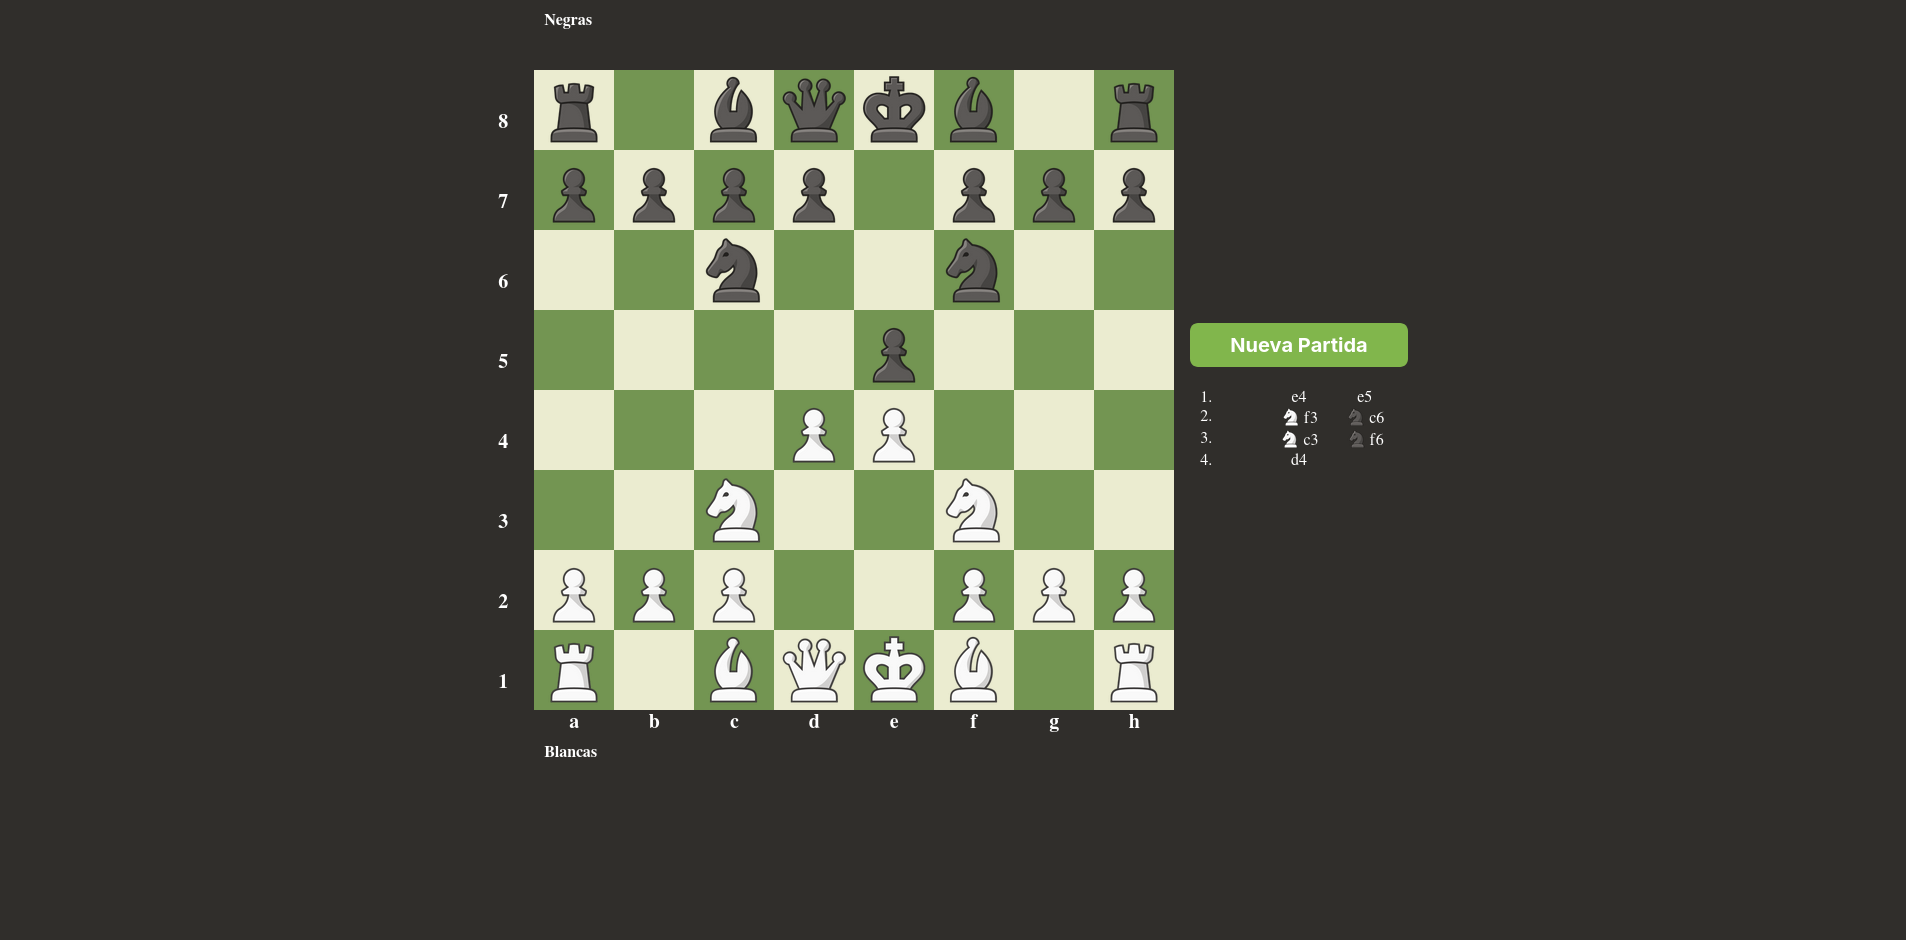 Negras
8
7
6
5
4
3
2
1
a b c d e f g h
Blancas
Nueva Partida
1. e4 e5
2. f3 c6
3. c3 f6
4. d4